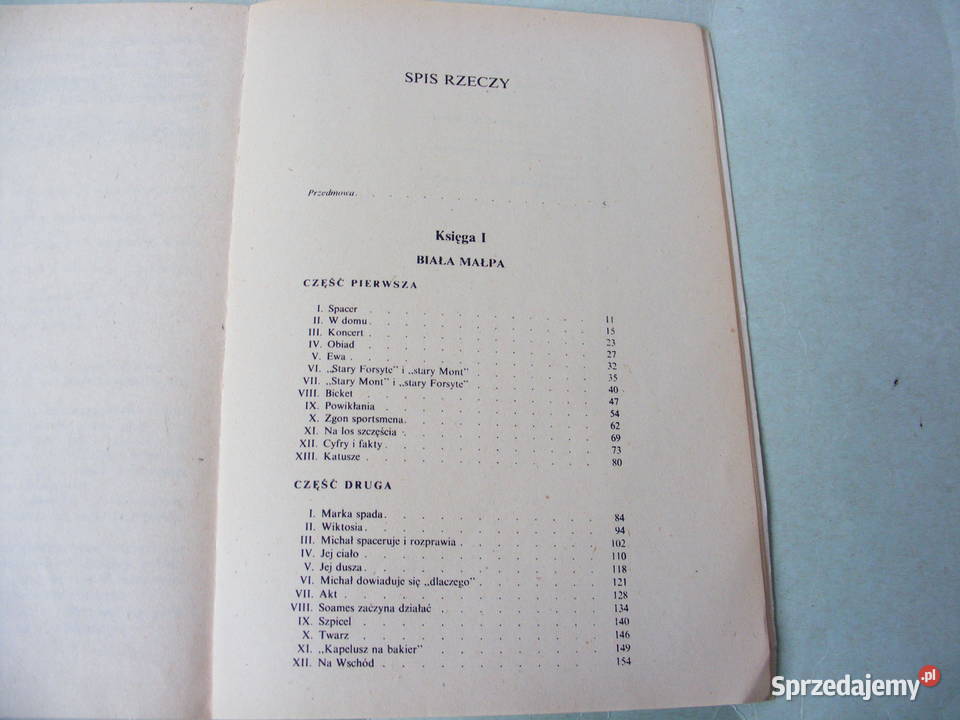 SPIS RZECZY
Przedmowa . . . . . . . . . . . . .
Księga I
BIAŁA MAŁPA
CZĘŚĆ PIERWSZA
I. Spacer . . . . . . . . . . . 11
II. W domu . . . . . . . . . . . 15
III. Koncert . . . . . . . . . . . 23
IV. Obiad . . . . . . . . . . . 27
V. Ewa . . . . . . . . . . . 32
VI. „Stary Forsyte" i „stary Mont" . . . . . . 35
VII. „Stary Mont" i „stary Forsyte" . . . . . . 40
VIII. Bicket . . . . . . . . . . . 47
IX. Powikłania . . . . . . . . . . 54
X. Zgon sportsmena . . . . . . . . . 62
XI. Na los szczęścia . . . . . . . . . 69
XII. Cyfry i fakty . . . . . . . . . . 73
XIII. Katusze . . . . . . . . . . . 80
CZĘŚĆ DRUGA
I. Marka spada . . . . . . . . . . 84
II. Wiktosia . . . . . . . . . . . 94
III. Michał spaceruje i rozprawia . . . . . . . 102
IV. Jej ciało . . . . . . . . . . . 110
V. Jej dusza . . . . . . . . . . . 118
VI. Michał dowiaduje się „dlaczego" . . . . . . 121
VII. Akt . . . . . . . . . . . . 128
VIII. Soames zaczyna działać . . . . . . . . 134
IX. Szpicel . . . . . . . . . . . 140
X. Twarz . . . . . . . . . . . 146
XI. „Kapelusz na bakier" . . . . . . . . 149
XII. Na Wschód . . . . . . . . . . 154
Sprzedajemy.pl